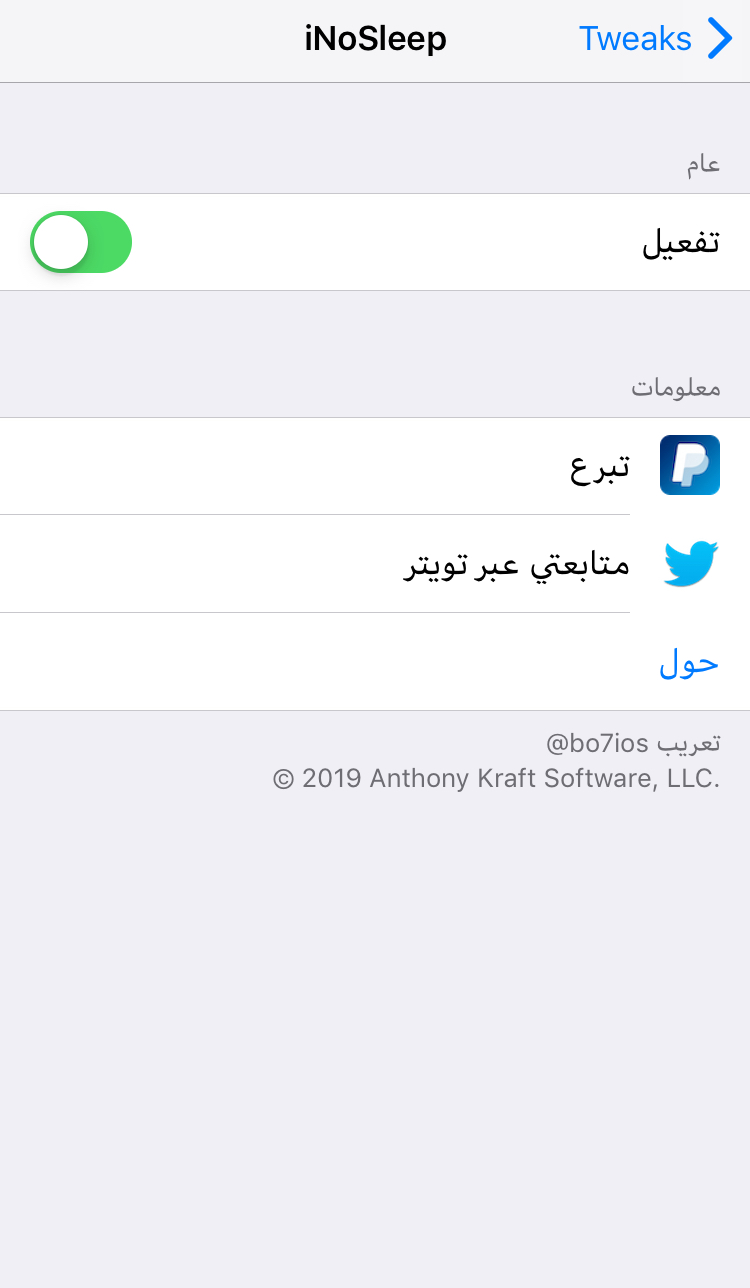 Tweaks
iNoSleep
عام
تفعيل
معلومات
تبرع
متابعتي عبر تويتر
حول
تعريب @bo7ios
© 2019 Anthony Kraft Software, LLC.